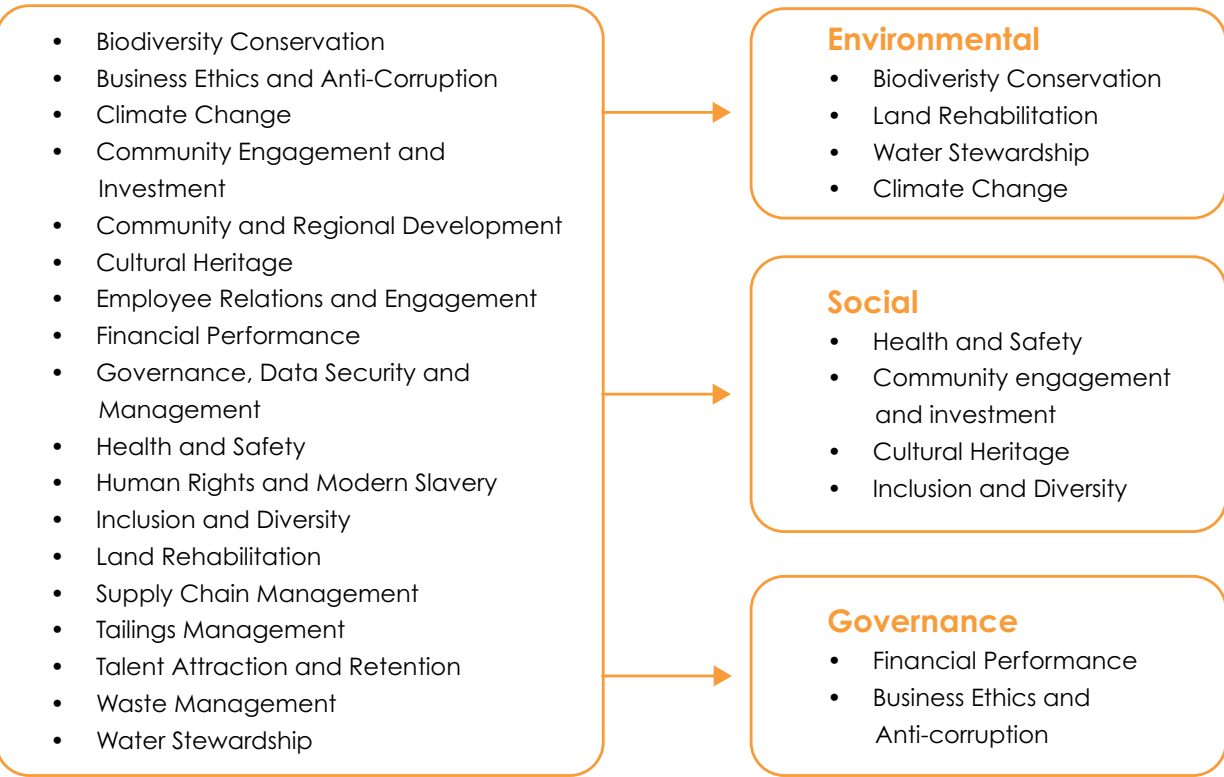 • Biodiversity Conservation
• Business Ethics and Anti-Corruption
• Climate Change
• Community Engagement and
Investment
• Community and Regional Development
• Cultural Heritage
• Employee Relations and Engagement
• Financial Performance
• Governance, Data Security and
Management
• Health and Safety
• Human Rights and Modern Slavery
• Inclusion and Diversity
• Land Rehabilitation
• Supply Chain Management
• Tailings Management
• Talent Attraction and Retention
• Waste Management
• Water Stewardship
Environmental
• Biodiveristy Conservation
• Land Rehabilitation
• Water Stewardship
• Climate Change
Social
• Health and Safety
• Community engagement
and investment
• Cultural Heritage
• Inclusion and Diversity
Governance
• Financial Performance
• Business Ethics and
Anti-corruption